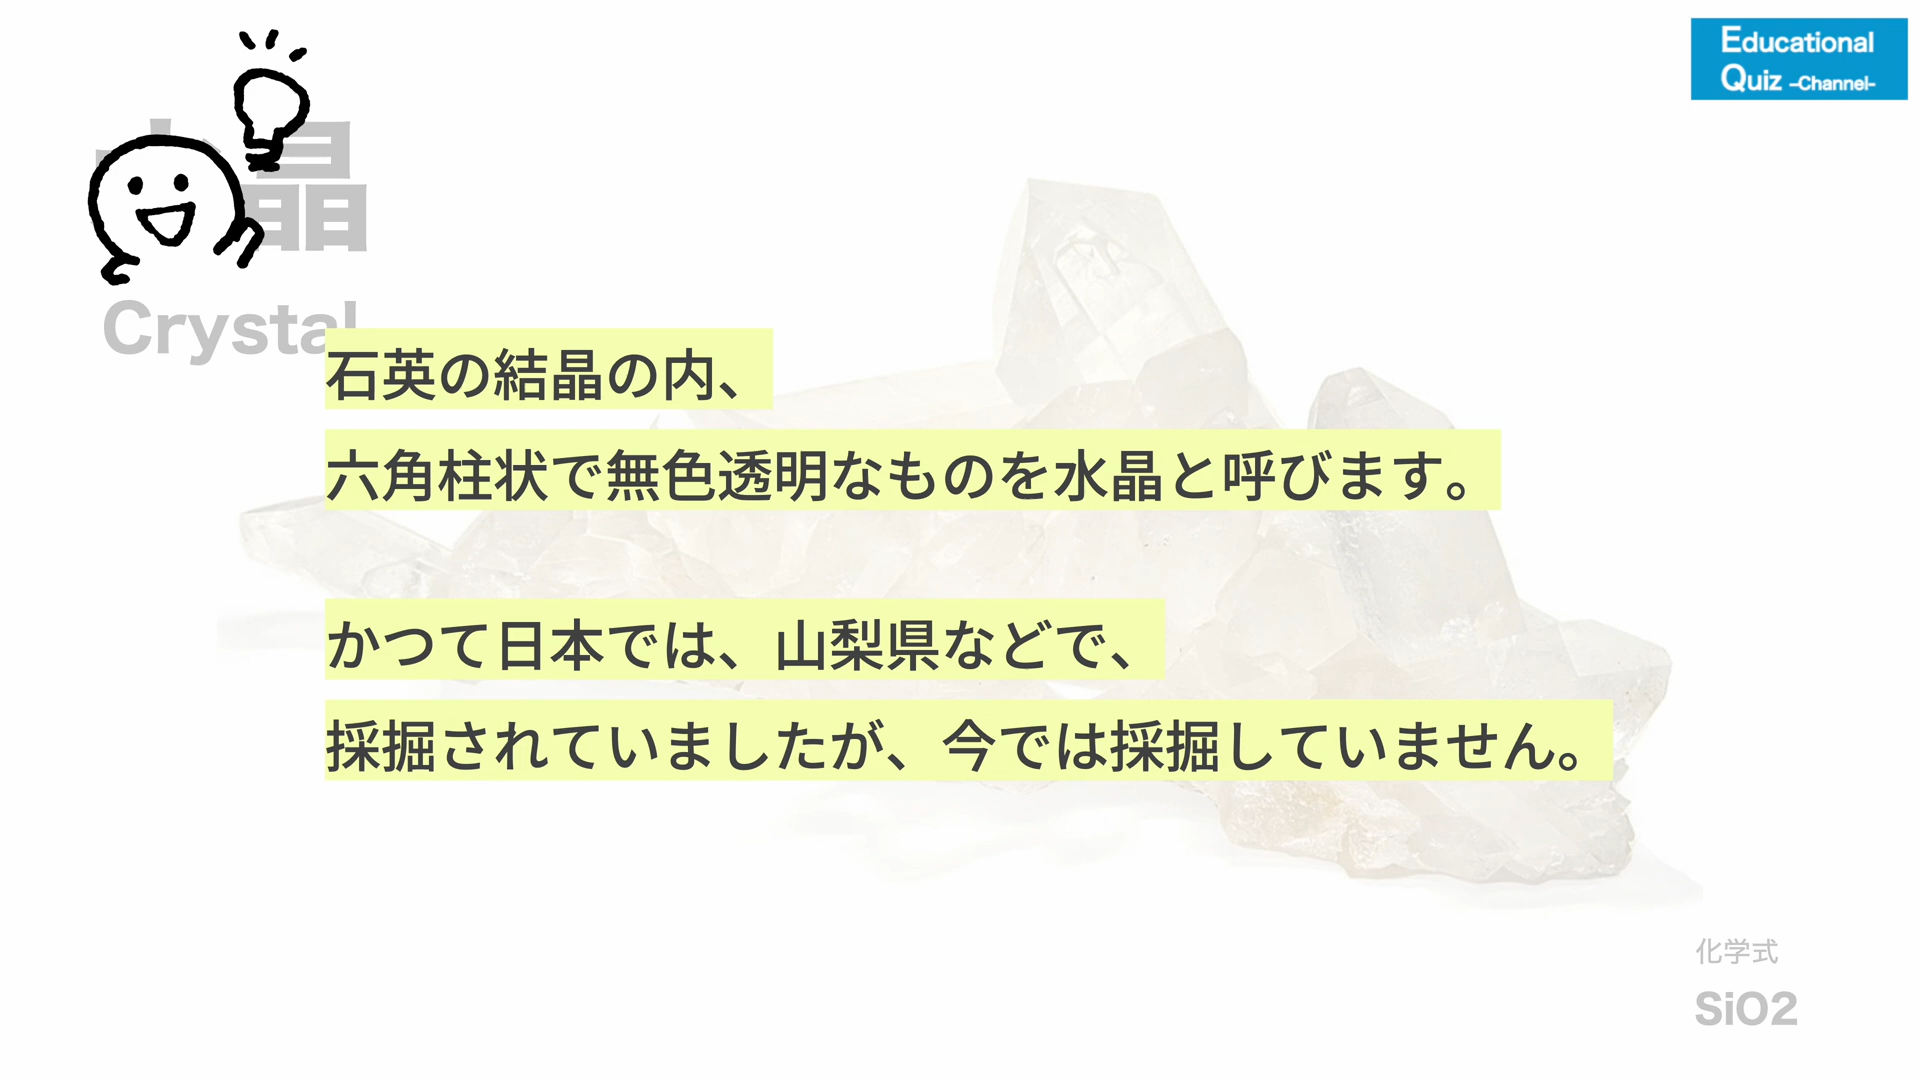 Educational
Quiz -Channel-
晶
Crystal
石英の結晶の内、
六角柱状で無色透明なものを水晶と呼びます。
かつて日本では、山梨県などで、
採掘されていましたが、今では採掘していません。
化学式
SiO2